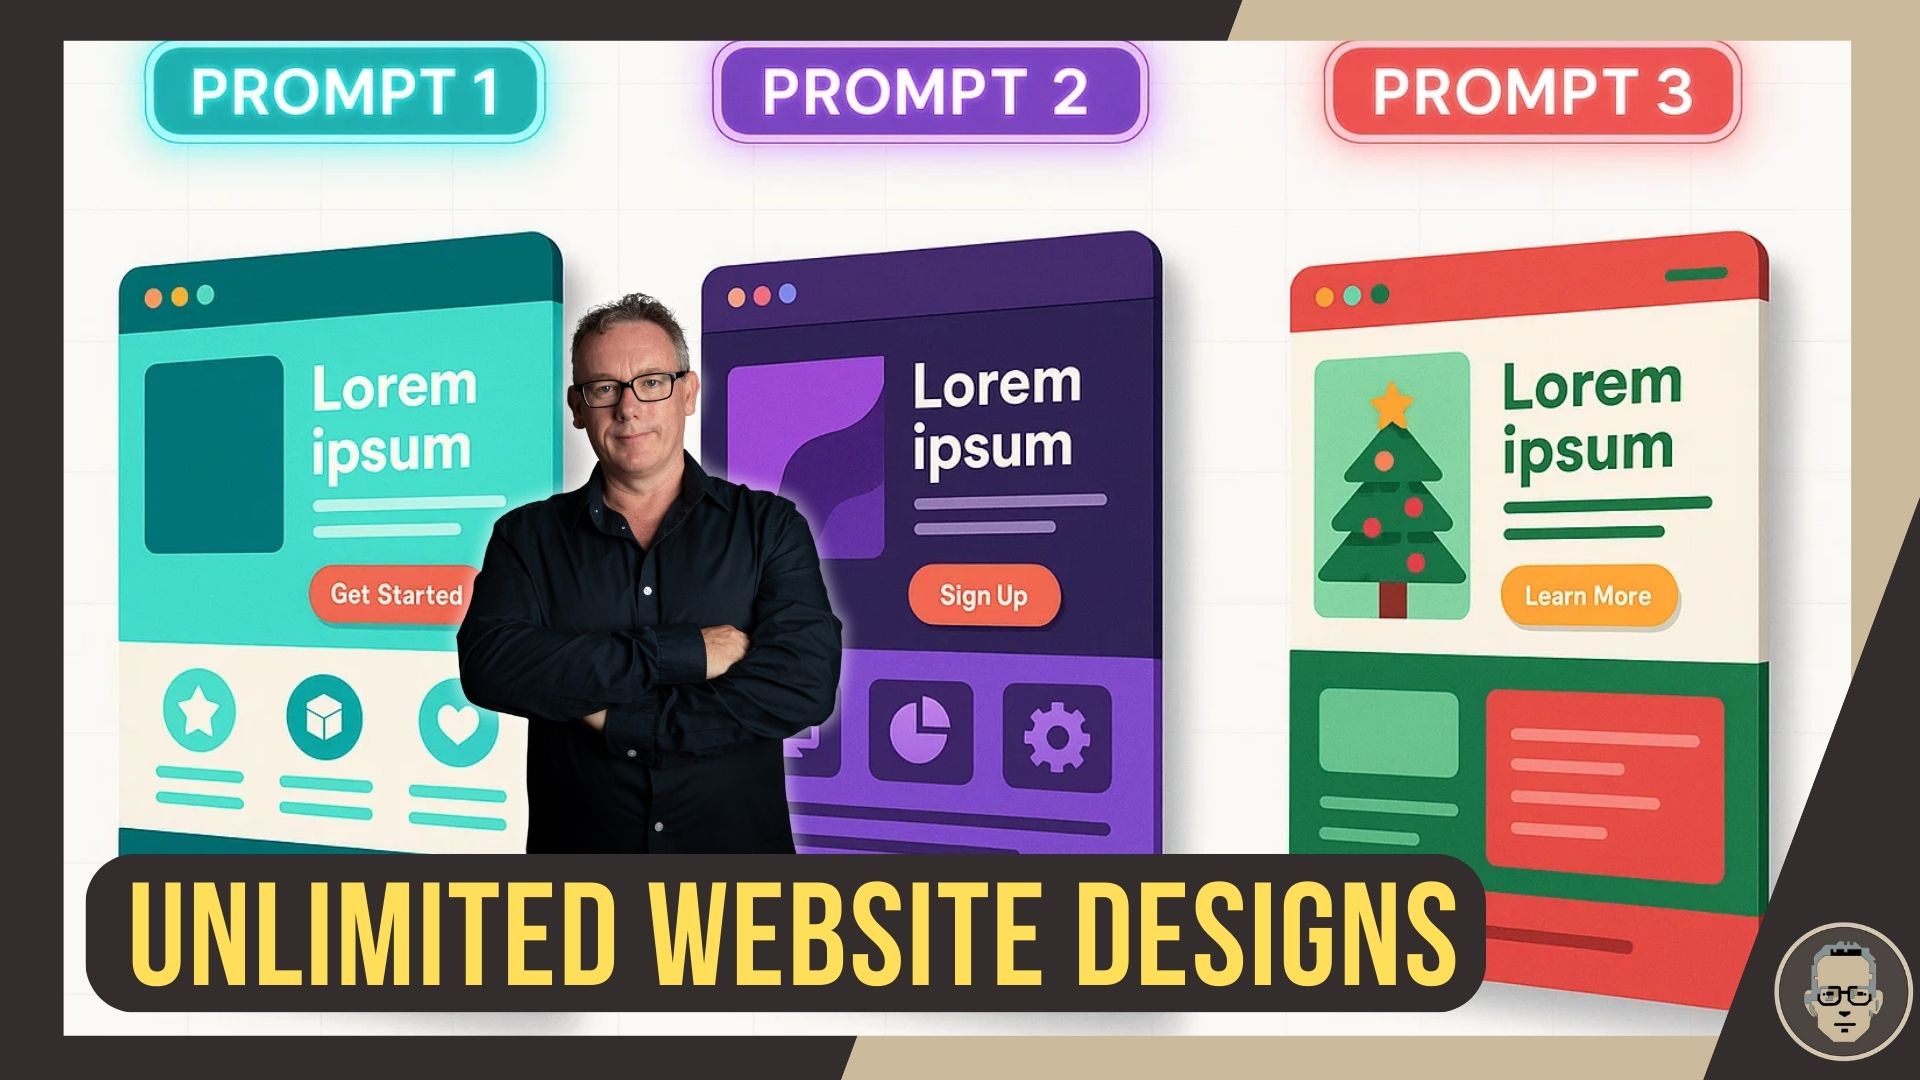 PROMPT 1
PROMPT 2
PROMPT 3
Lorem
ipsum
Get Started
Lorem
ipsum
Sign Up
Lorem
ipsum
Learn More
UNLIMITED WEBSITE DESIGNS